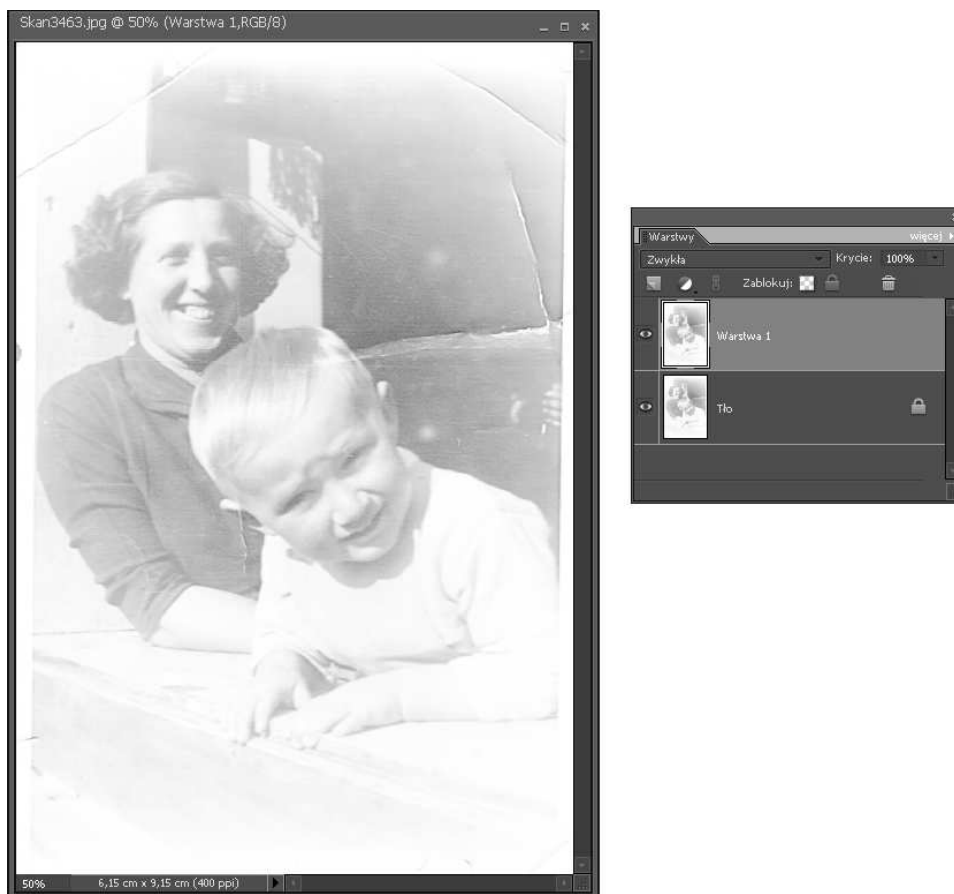 Skan3463.jpg @ 50% (Warstwa 1,RGB/8)
50%
6,15 cm x 9,15 cm (400 ppi)
Warstwy
więcej
Zwykła
Krycie: 100%
Zablokuj:
Warstwa 1
Tło